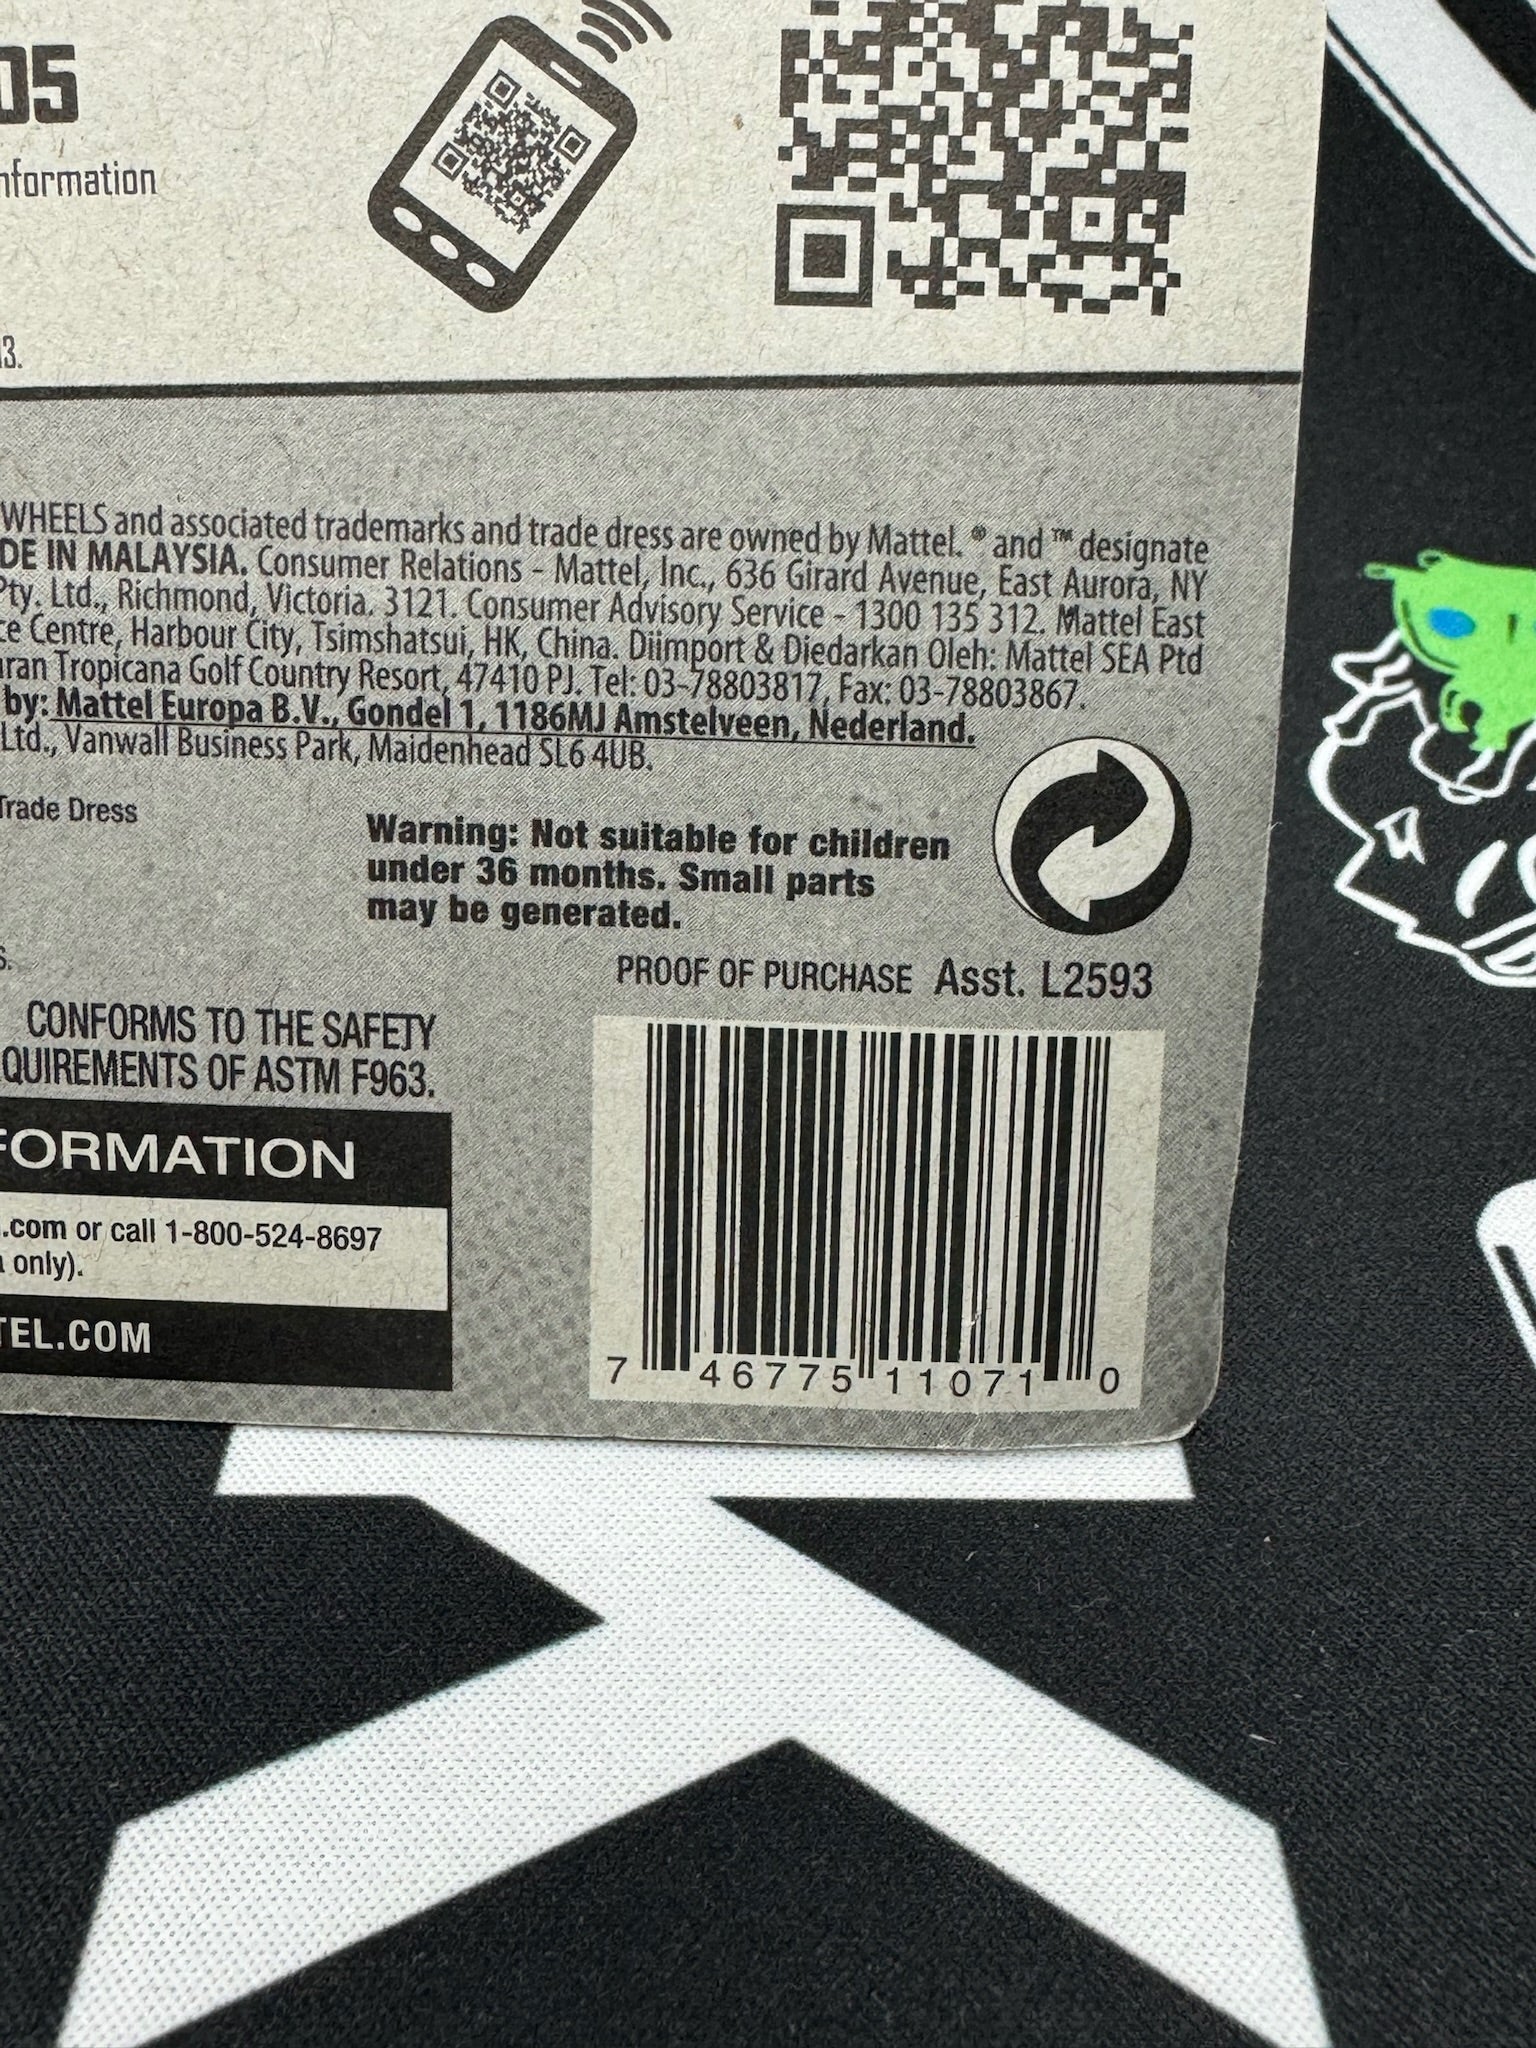 05
nformation
13.
WHEELS and associated trademarks and trade dress are owned by Mattel. ® and ™ designate
DE IN MALAYSIA. Consumer Relations - Mattel, Inc., 636 Girard Avenue, East Aurora, NY
Pty. Ltd., Richmond, Victoria. 3121. Consumer Advisory Service - 1300 135 312. Mattel East
ce Centre, Harbour City, Tsimshatsui, HK, China. Diimport & Diedarkan Oleh: Mattel SEA Ptd
ran Tropicana Golf Country Resort, 47410 PJ. Tel: 03-78803817, Fax: 03-78803867.
by: Mattel Europa B.V., Gondel 1, 1186MJ Amstelveen, Nederland.
Ltd., Vanwall Business Park, Maidenhead SL6 4UB.
Trade Dress
Warning: Not suitable for children
under 36 months. Small parts
may be generated.
s.
PROOF OF PURCHASE Asst. L2593
CONFORMS TO THE SAFETY
QUIREMENTS OF ASTM F963.
FORMATION
.com or call 1-800-524-8697
only).
TEL.COM
7 46775 11071 0